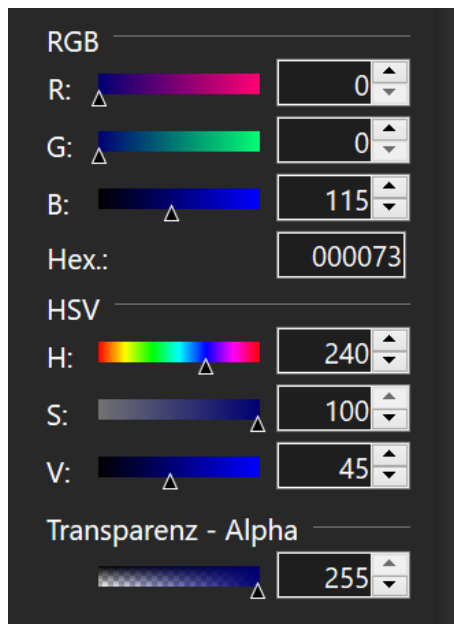 RGB
R: 0
G: 0
B: 115
Hex.: 000073
HSV
H: 240
S: 100
V: 45
Transparenz - Alpha
255